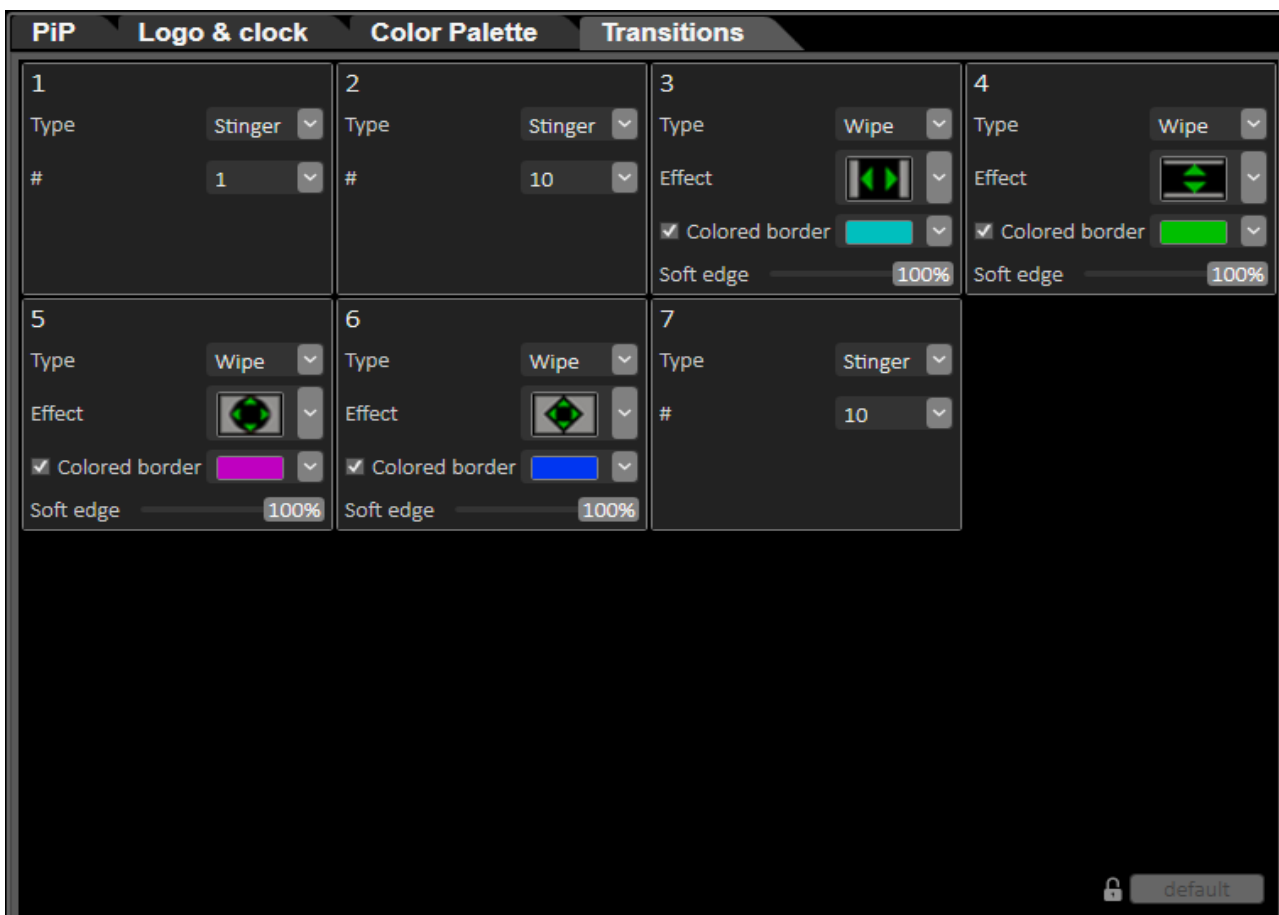 PiP Logo & clock Color Palette Transitions
1 2 3 4
Type Stinger Type Stinger Type Wipe Type Wipe
# 1 # 10 Effect Effect
Colored border Colored border
Soft edge 100% Soft edge 100%
5 6 7
Type Wipe Type Wipe Type Stinger
Effect Effect # 10
Colored border Colored border
Soft edge 100% Soft edge 100%
default